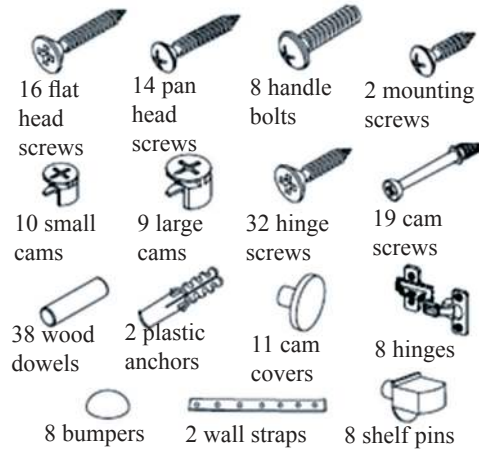 16 flat
head
screws
14 pan
head
screws
8 handle
bolts
2 mounting
screws
10 small
cams
9 large
cams
32 hinge
screws
19 cam
screws
38 wood
dowels
2 plastic
anchors
11 cam
covers
8 hinges
8 bumpers
2 wall straps
8 shelf pins